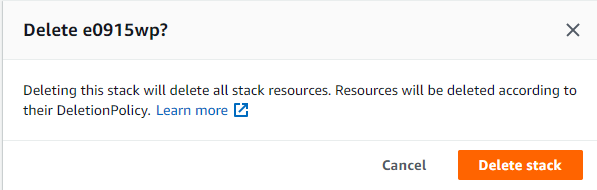 Delete e0915wp?
Deleting this stack will delete all stack resources. Resources will be deleted according to
their DeletionPolicy. Learn more
Cancel
Delete stack